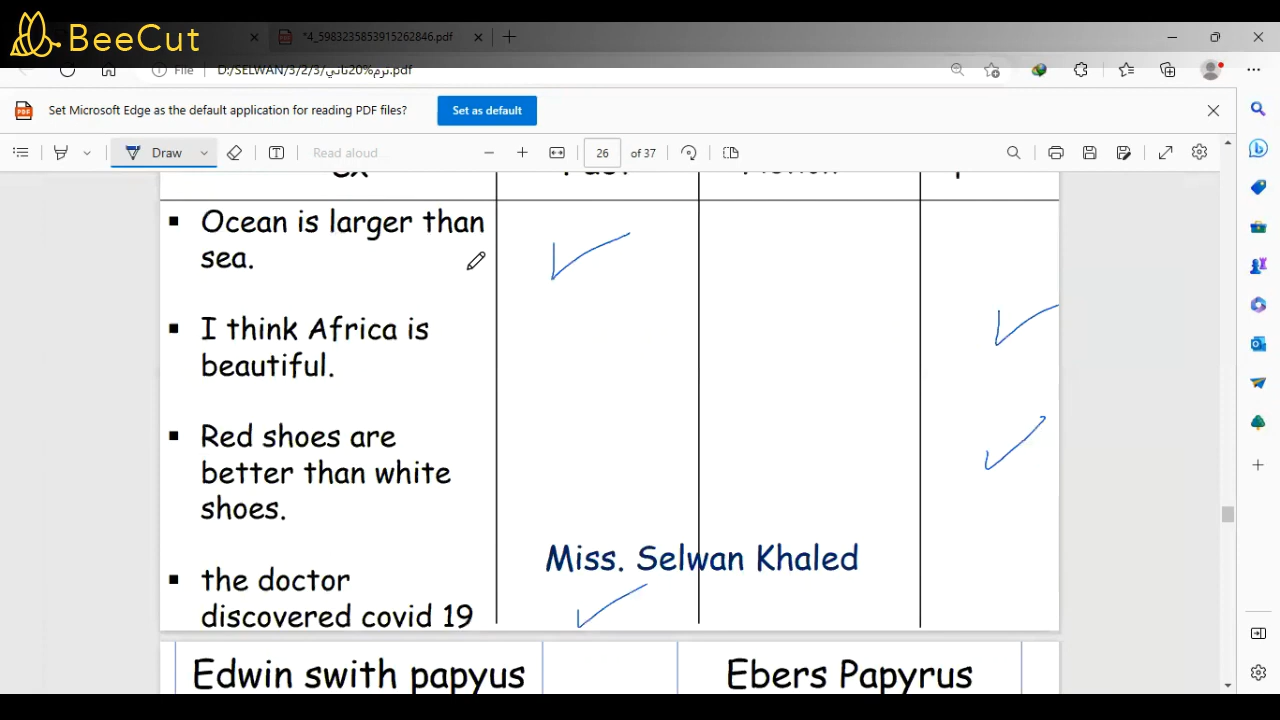 BeeCut
*4_5983235853915262846.pdf
File D:/SELWAN/3/2/3/ترم%20ثاني.pdf
Set Microsoft Edge as the default application for reading PDF files? Set as default
Draw Read aloud 26 of 37
Ocean is larger than
sea.
I think Africa is
beautiful.
Red shoes are
better than white
shoes.
Miss. Selwan Khaled
the doctor
discovered covid 19
Edwin swith papyus Ebers Papyrus